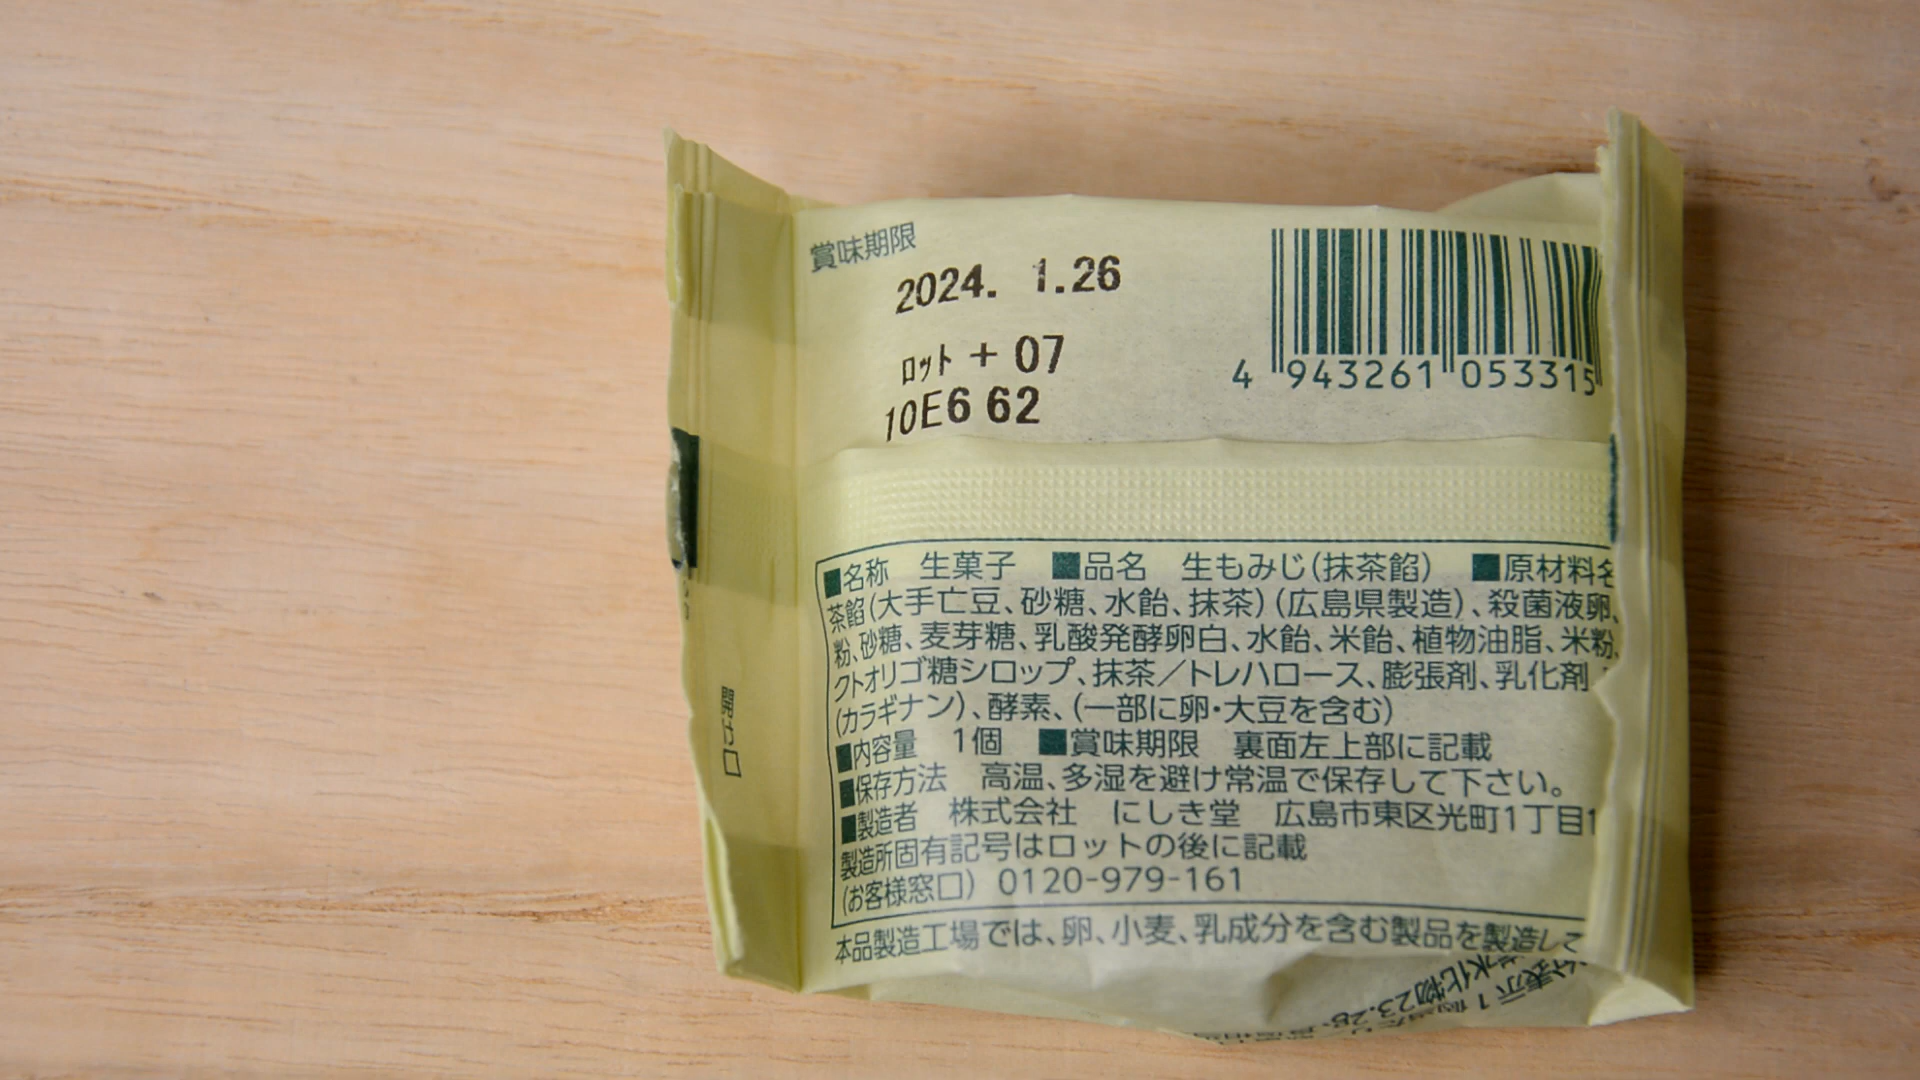 賞味期限
2024. 1.26
ロット + 07
10E6 62
4 943261 053315
■名称 生菓子 ■品名 生もみじ(抹茶餡) ■原材料名
茶餡(大手亡豆、砂糖、水飴、抹茶)(広島県製造)、殺菌液卵、
粉、砂糖、麦芽糖、乳酸発酵卵白、水飴、米飴、植物油脂、米粉、
クトオリゴ糖シロップ、抹茶／トレハロース、膨張剤、乳化剤
(カラギナン)、酵素、(一部に卵・大豆を含む)
■内容量 1個 ■賞味期限 裏面左上部に記載
■保存方法 高温、多湿を避け常温で保存して下さい。
■製造者 株式会社 にしき堂 広島市東区光町1丁目1
製造所固有記号はロットの後に記載
(お客様窓口) 0120-979-161
本品製造工場では、卵、小麦、乳成分を含む製品を製造して
開け口